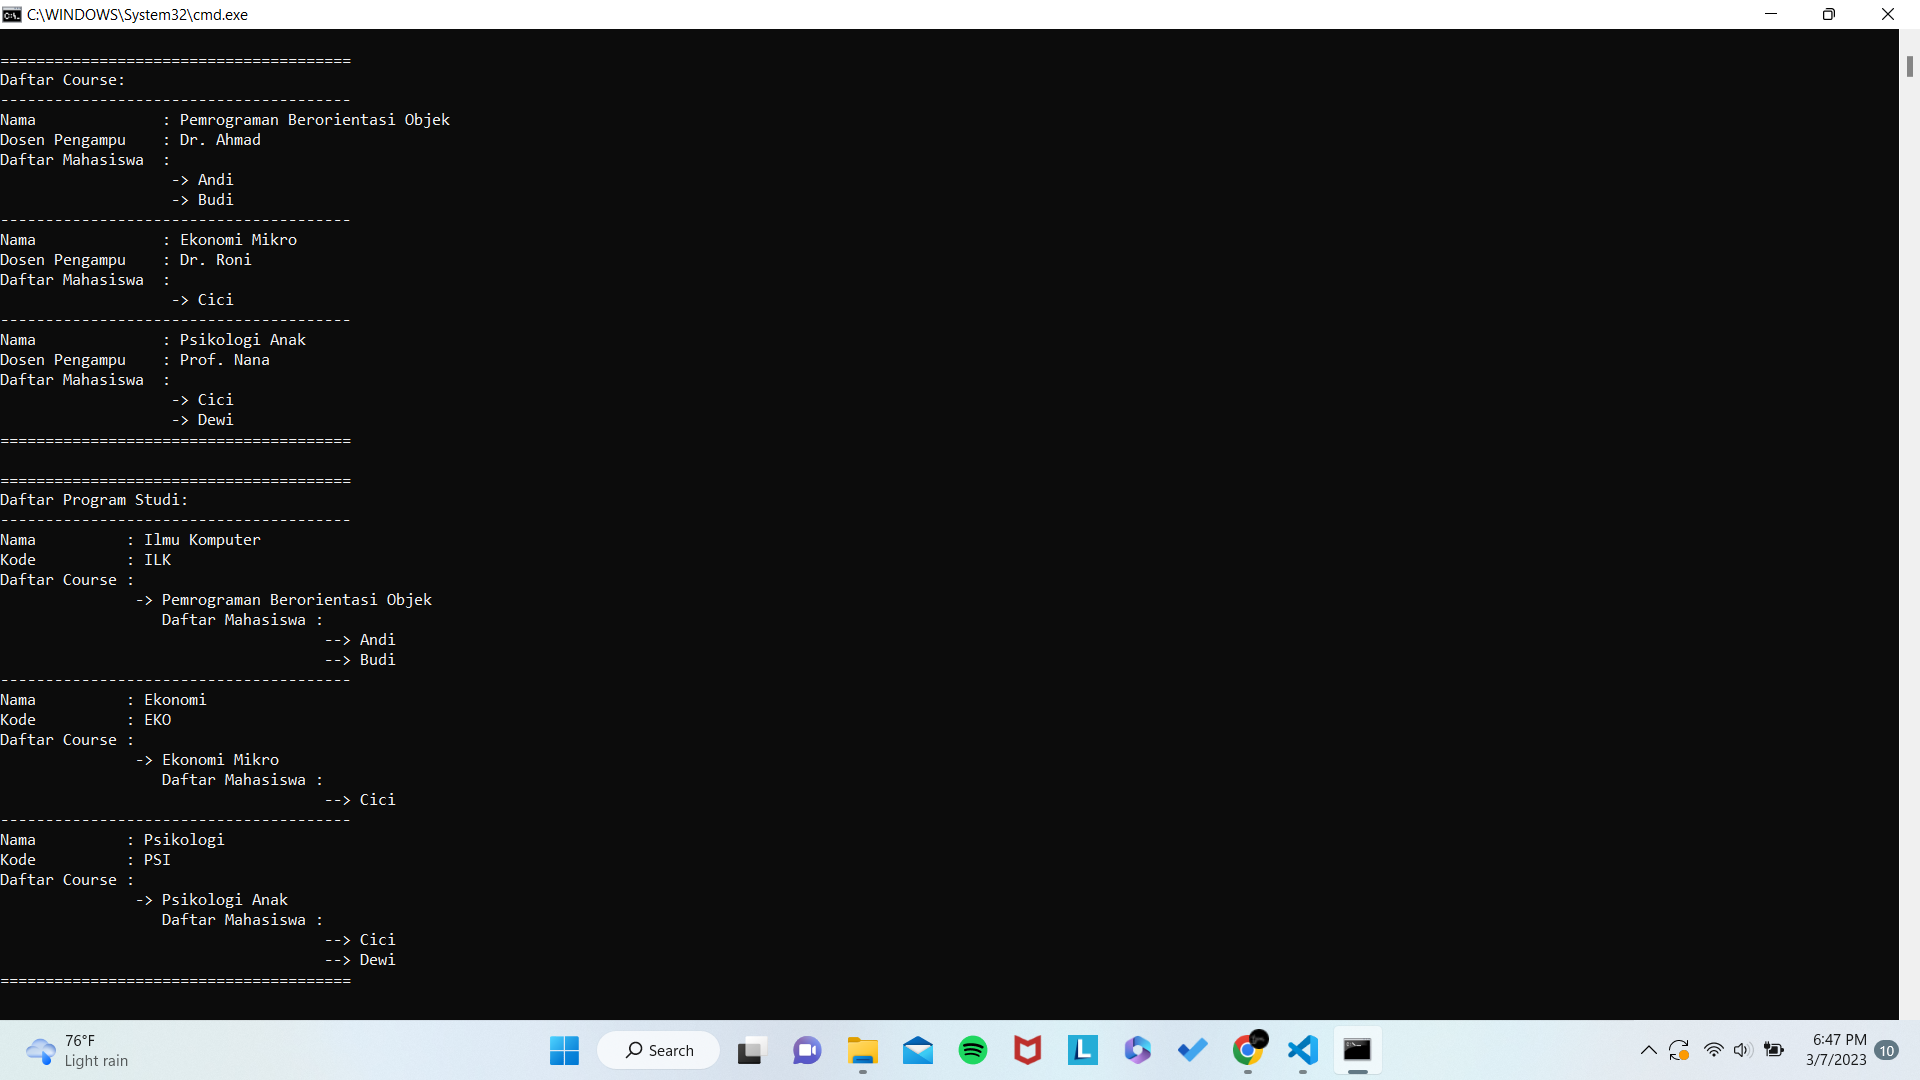 C:\WINDOWS\System32\cmd.exe
=======================================
Daftar Course:
---------------------------------------
Nama              : Pemrograman Berorientasi Objek
Dosen Pengampu    : Dr. Ahmad
Daftar Mahasiswa  :
                   -> Andi
                   -> Budi
---------------------------------------
Nama              : Ekonomi Mikro
Dosen Pengampu    : Dr. Roni
Daftar Mahasiswa  :
                   -> Cici
---------------------------------------
Nama              : Psikologi Anak
Dosen Pengampu    : Prof. Nana
Daftar Mahasiswa  :
                   -> Cici
                   -> Dewi
=======================================
=======================================
Daftar Program Studi:
---------------------------------------
Nama          : Ilmu Komputer
Kode          : ILK
Daftar Course :
               -> Pemrograman Berorientasi Objek
                  Daftar Mahasiswa :
                                    --> Andi
                                    --> Budi
---------------------------------------
Nama          : Ekonomi
Kode          : EKO
Daftar Course :
               -> Ekonomi Mikro
                  Daftar Mahasiswa :
                                    --> Cici
---------------------------------------
Nama          : Psikologi
Kode          : PSI
Daftar Course :
               -> Psikologi Anak
                  Daftar Mahasiswa :
                                    --> Cici
                                    --> Dewi
=======================================
76°F
Light rain
Search
L
6:47 PM
3/7/2023
10